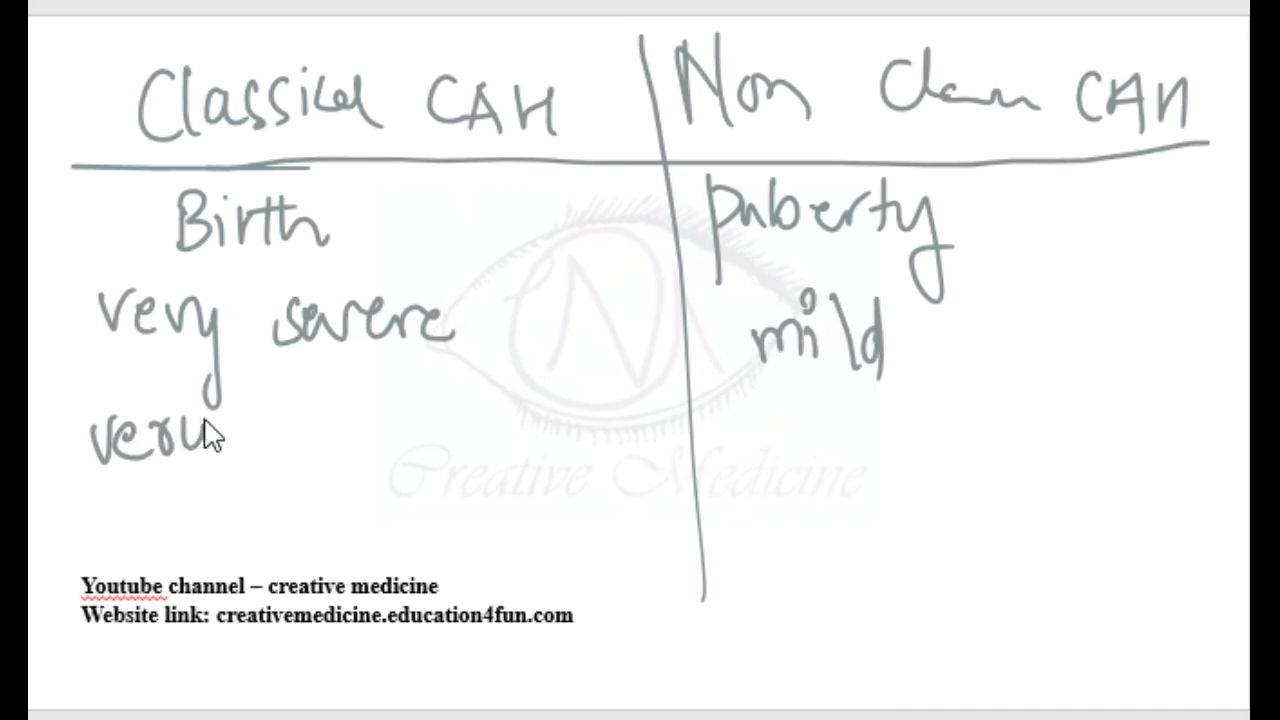 Classical CAH
Non CAH
Birth
puberty
very severe
mild
very
Creative Medicine
Youtube channel – creative medicine
Website link: creativemedicine.education4fun.com